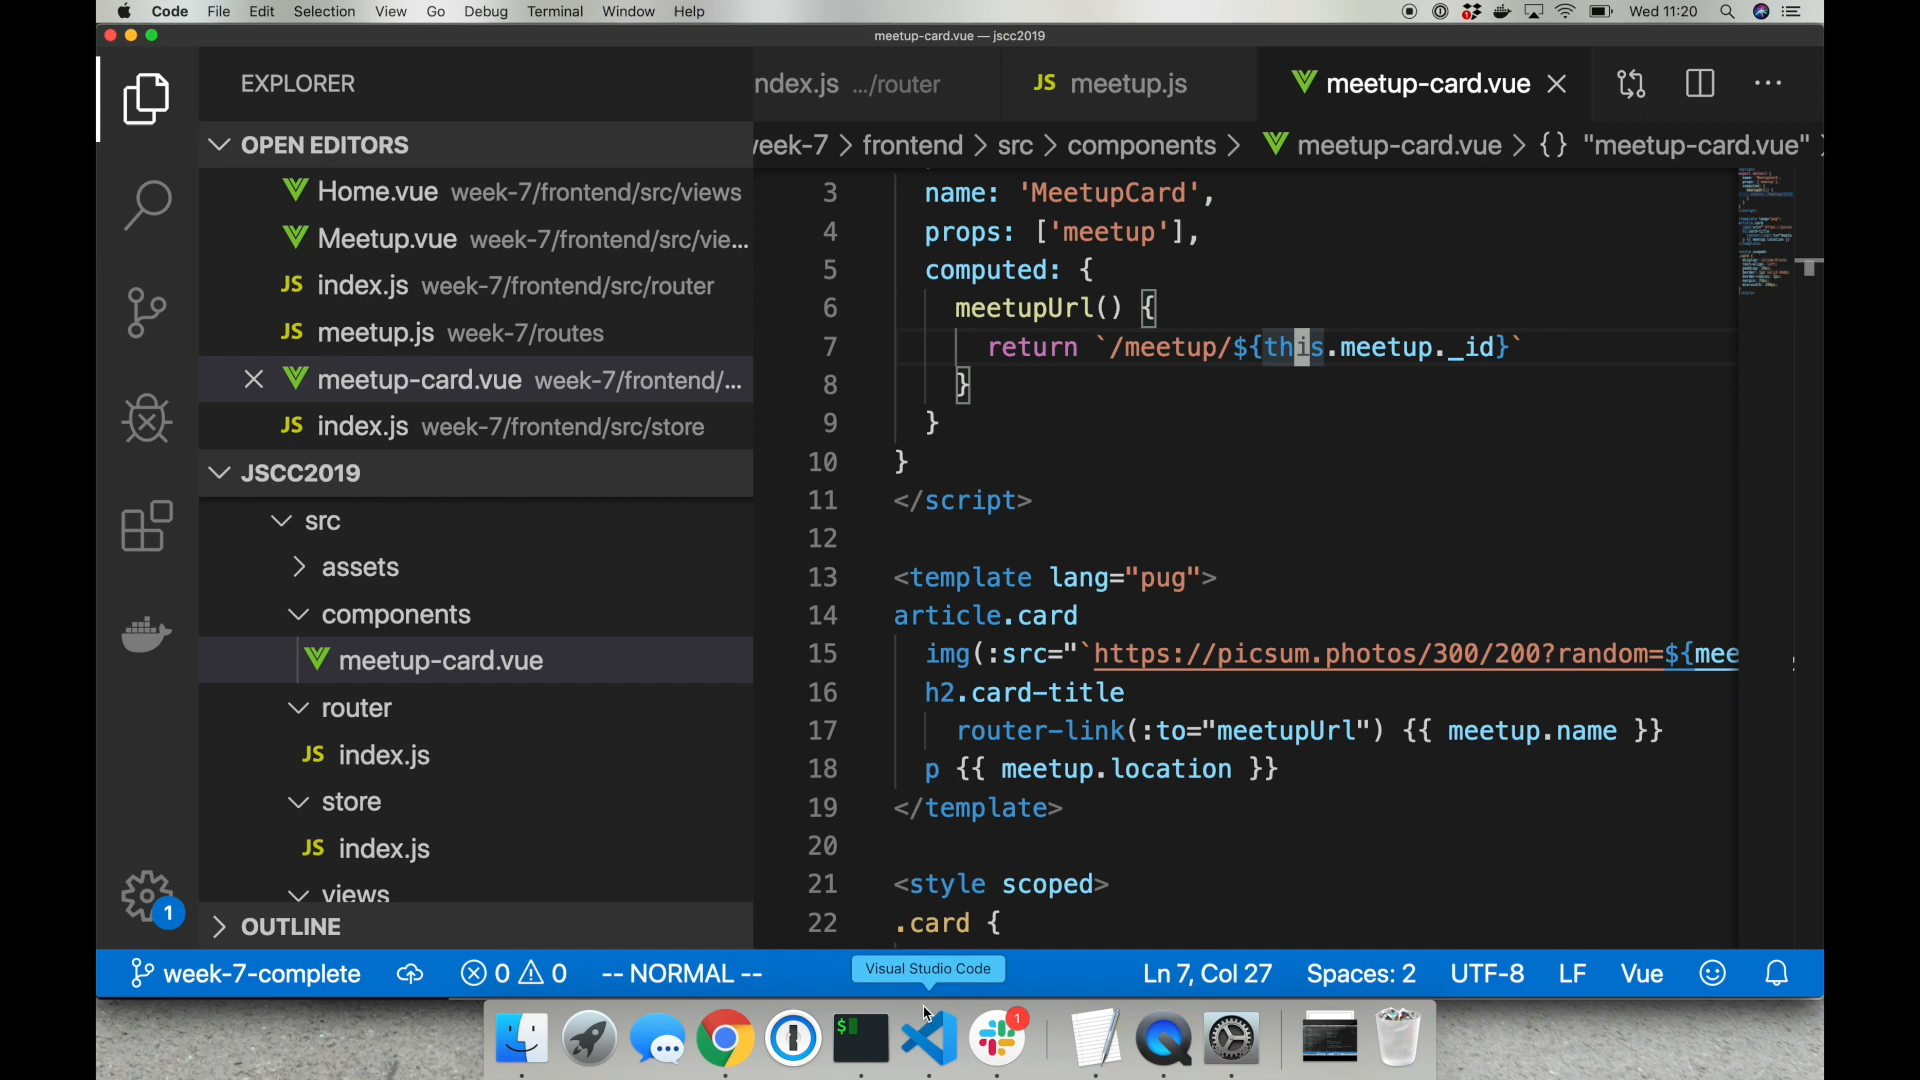 Code File Edit Selection View Go Debug Terminal Window Help Wed 11:20
meetup-card.vue — jscc2019
EXPLORER
ndex.js .../router
JS meetup.js
meetup-card.vue
OPEN EDITORS
eek-7 > frontend > src > components > meetup-card.vue > {} "meetup-card.vue"
Home.vue week-7/frontend/src/views
Meetup.vue week-7/frontend/src/vie...
JS index.js week-7/frontend/src/router
JS meetup.js week-7/routes
meetup-card.vue week-7/frontend/...
JS index.js week-7/frontend/src/store
JSCC2019
src
assets
components
meetup-card.vue
router
JS index.js
store
JS index.js
views
OUTLINE
3 name: 'MeetupCard',
4 props: ['meetup'],
5 computed: {
6 meetupUrl() {
7 return `/meetup/${this.meetup._id}`
8 }
9 }
10 }
11 </script>
12
13 <template lang="pug">
14 article.card
15 img(:src="`https://picsum.photos/300/200?random=${mee
16 h2.card-title
17 router-link(:to="meetupUrl") {{ meetup.name }}
18 p {{ meetup.location }}
19 </template>
20
21 <style scoped>
22 .card {
1
week-7-complete 0 0 -- NORMAL -- Ln 7, Col 27 Spaces: 2 UTF-8 LF Vue
Visual Studio Code
$
1